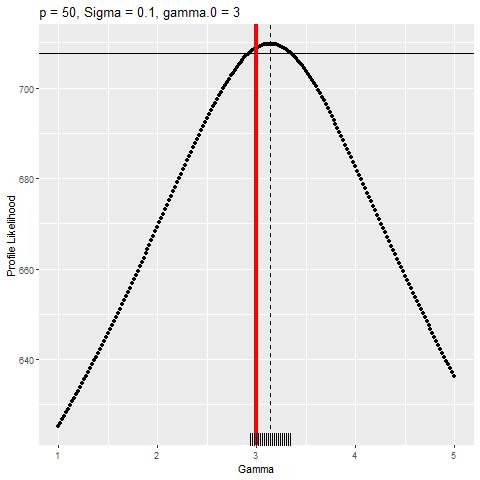 p = 50, Sigma = 0.1, gamma.0 = 3
Profile Likelihood
700
680
660
640
1 2 3 4 5
Gamma